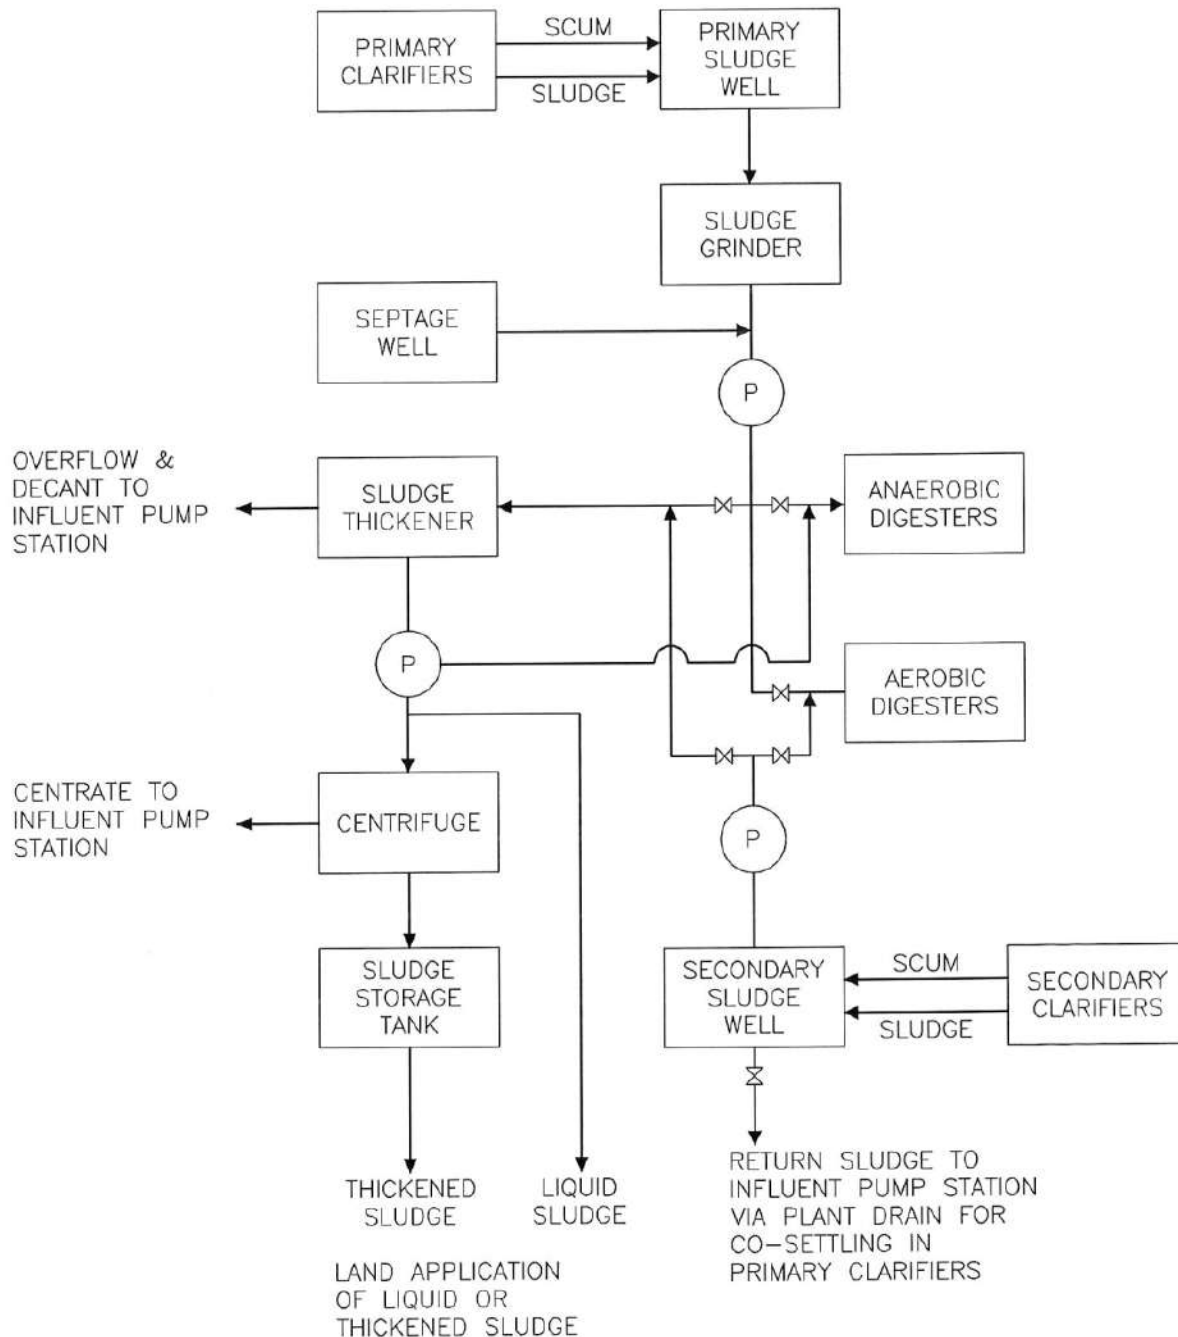 PRIMARY
CLARIFIERS
SCUM
SLUDGE
PRIMARY
SLUDGE
WELL
SLUDGE
GRINDER
SEPTAGE
WELL
P
OVERFLOW &
DECANT TO
INFLUENT PUMP
STATION
SLUDGE
THICKENER
ANAEROBIC
DIGESTERS
P
AEROBIC
DIGESTERS
CENTRATE TO
INFLUENT PUMP
STATION
CENTRIFUGE
P
SLUDGE
STORAGE
TANK
SECONDARY
SLUDGE
WELL
SCUM
SLUDGE
SECONDARY
CLARIFIERS
THICKENED
SLUDGE
LIQUID
SLUDGE
RETURN SLUDGE TO
INFLUENT PUMP STATION
VIA PLANT DRAIN FOR
CO-SETTLING IN
PRIMARY CLARIFIERS
LAND APPLICATION
OF LIQUID OR
THICKENED SLUDGE